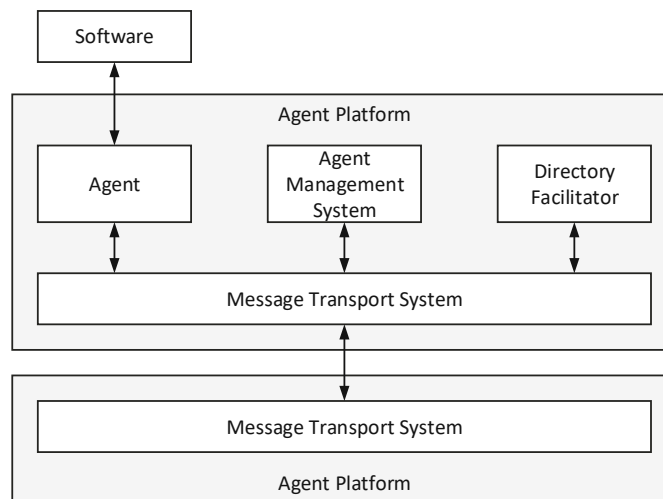 Software
Agent Platform
Agent
Agent
Management
System
Directory
Facilitator
Message Transport System
Message Transport System
Agent Platform